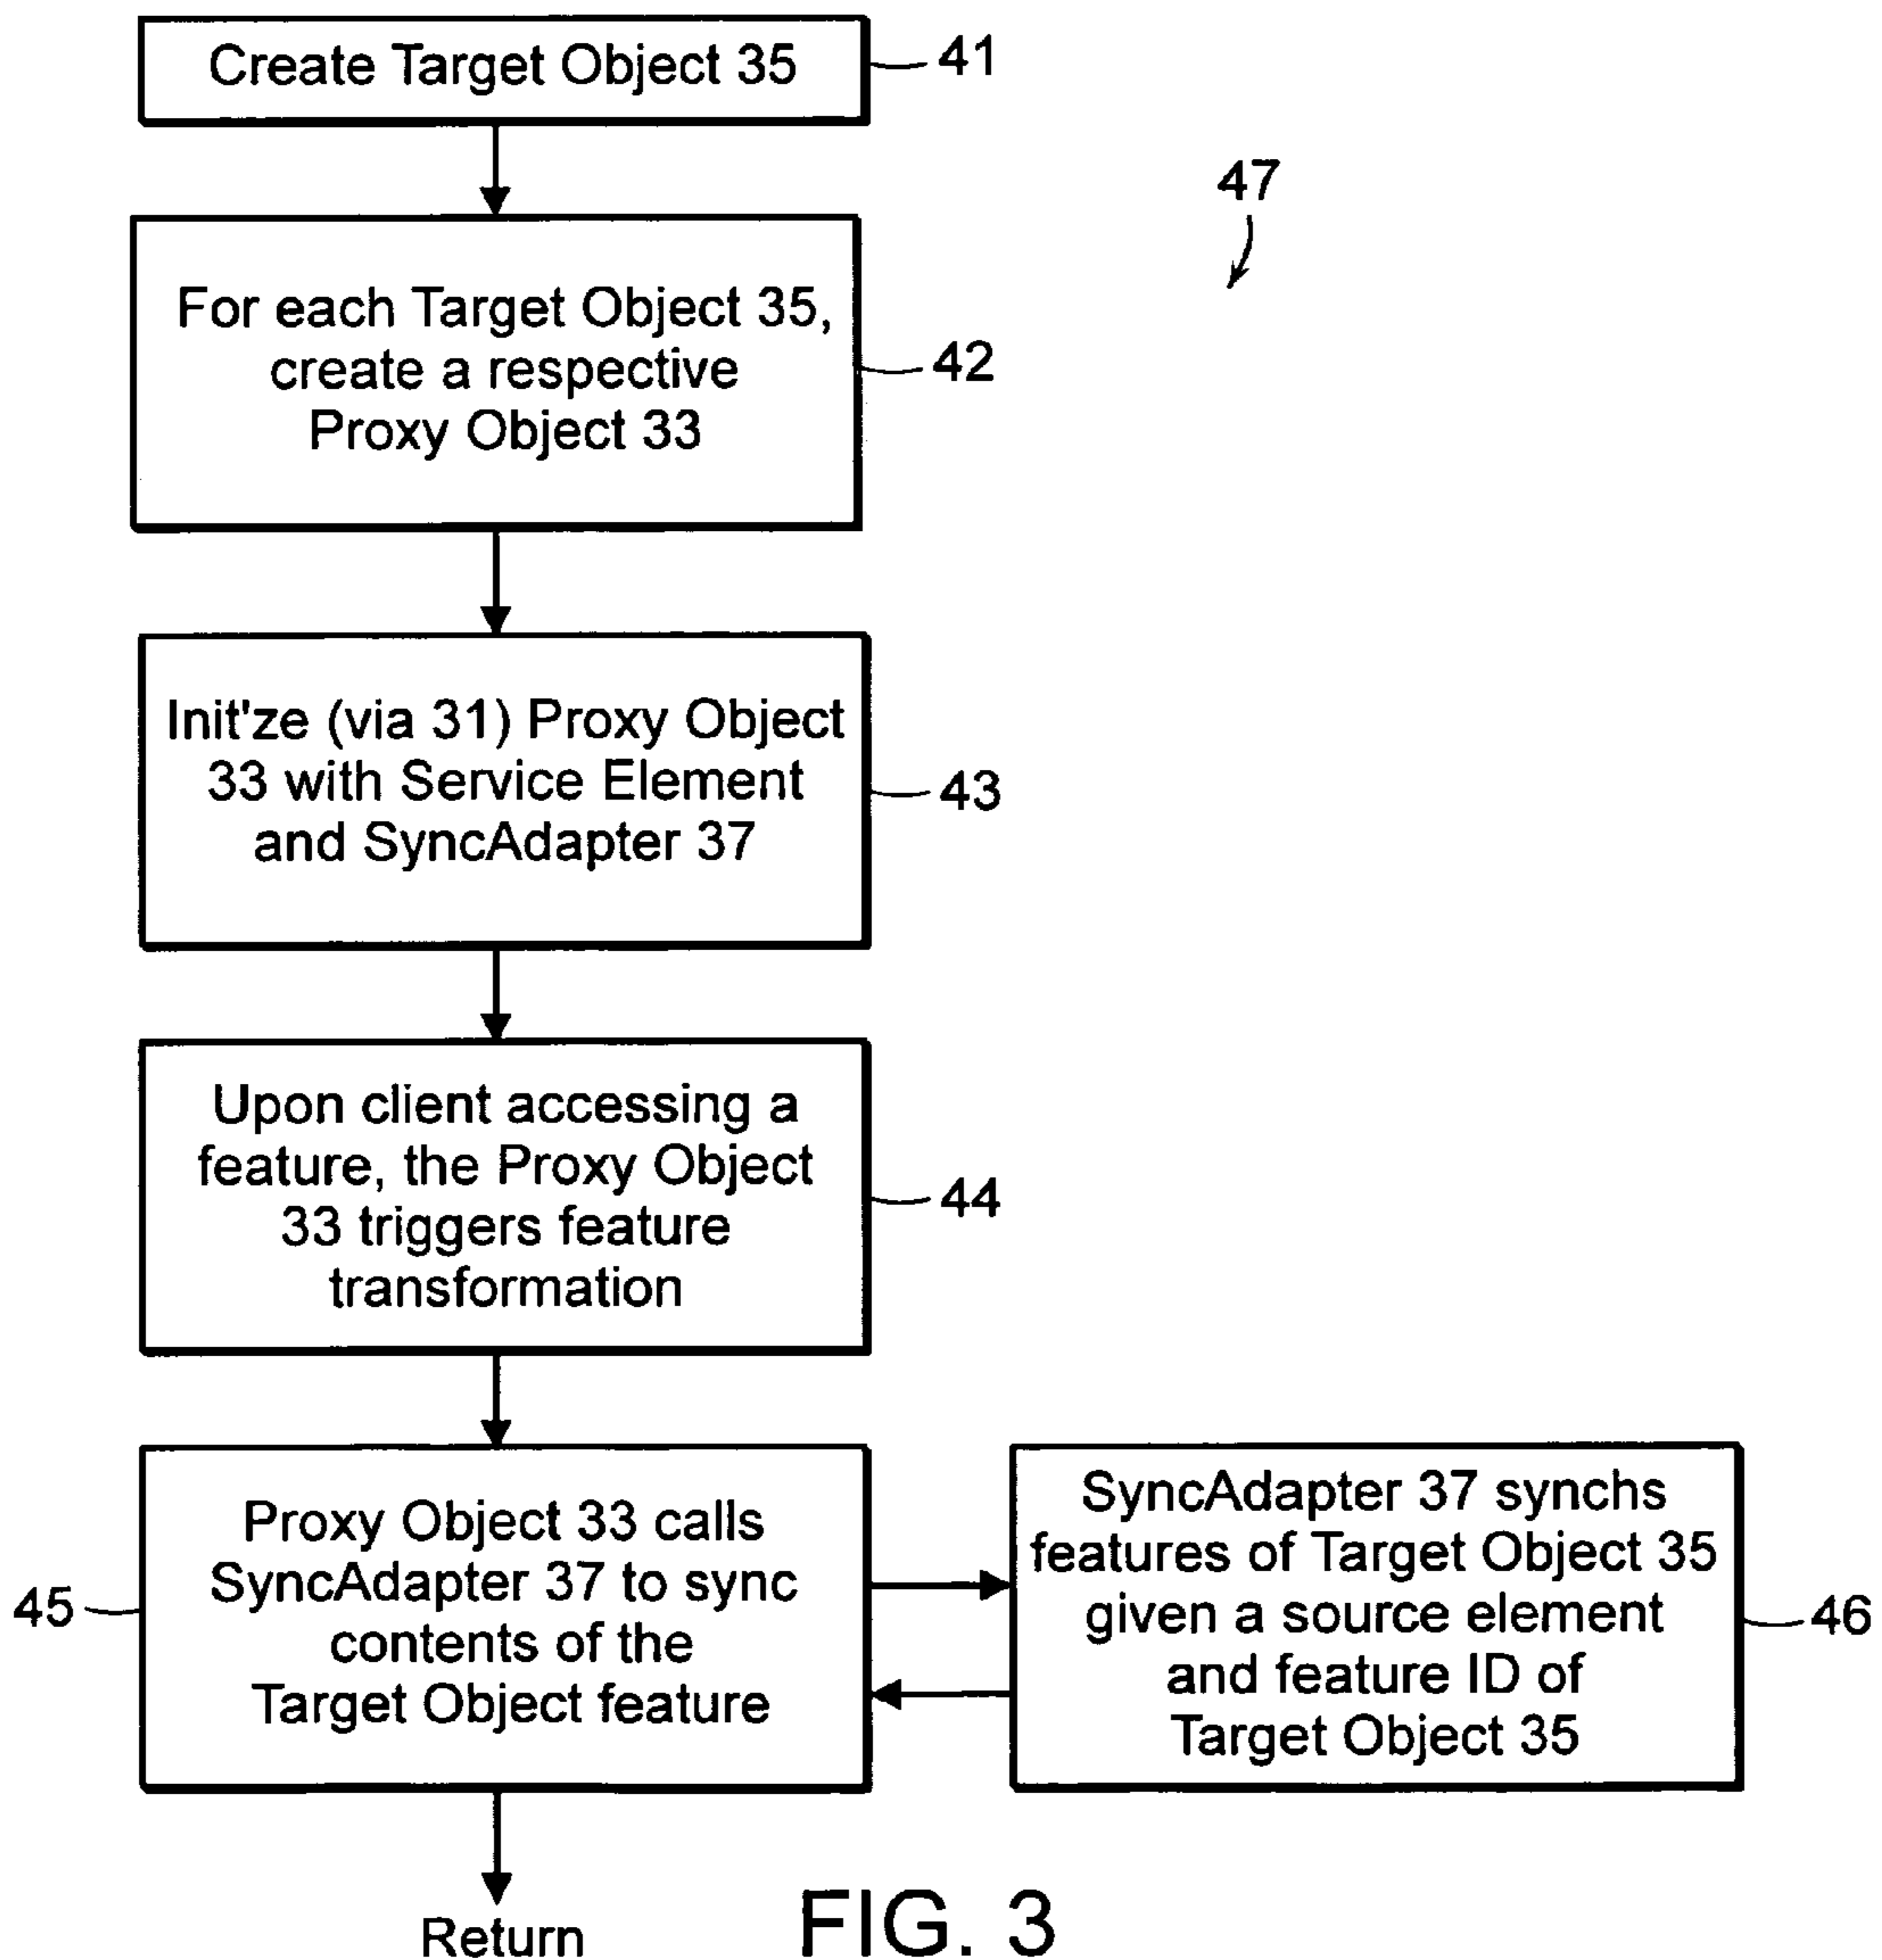 Create Target Object 35
41
47
For each Target Object 35,
create a respective
Proxy Object 33
42
Init'ze (via 31) Proxy Object
33 with Service Element
and SyncAdapter 37
43
Upon client accessing a
feature, the Proxy Object
33 triggers feature
transformation
44
Proxy Object 33 calls
SyncAdapter 37 to sync
contents of the
Target Object feature
45
SyncAdapter 37 synchs
features of Target Object 35
given a source element
and feature ID of
Target Object 35
46
Return
FIG. 3